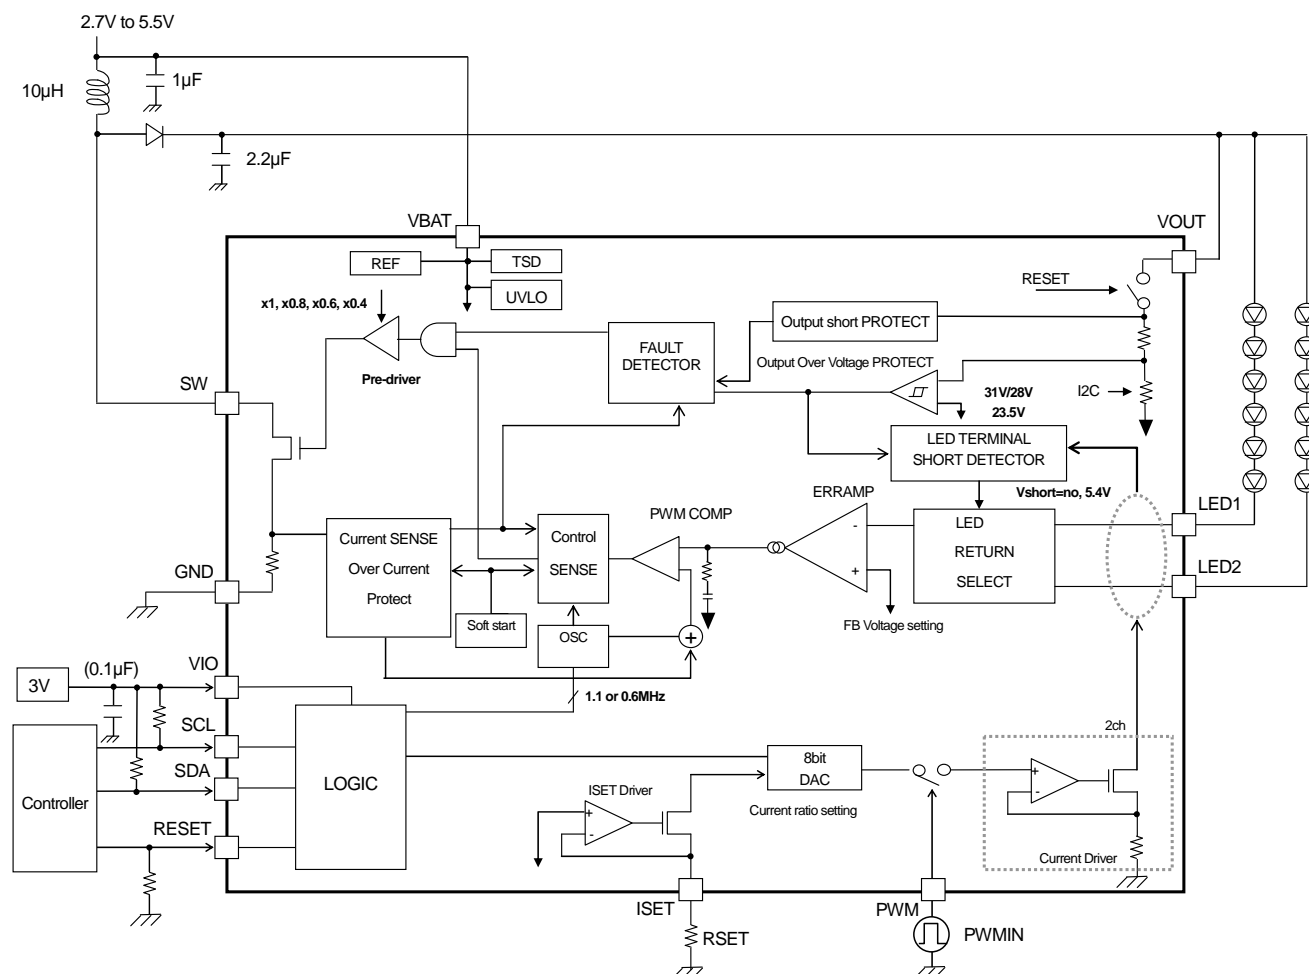 2.7V to 5.5V
10µH
1µF
2.2µF
VBAT
VOUT
REF
TSD
UVLO
RESET
x1, x0.8, x0.6, x0.4
Output short PROTECT
FAULT
DETECTOR
Output Over Voltage PROTECT
Pre-driver
SW
31V/28V
23.5V
I2C
LED TERMINAL
SHORT DETECTOR
Vshort=no, 5.4V
ERRAMP
LED1
PWM COMP
Current SENSE
Over Current
Protect
Control
SENSE
-
+
LED
RETURN
SELECT
GND
LED2
Soft start
OSC
+
FB Voltage setting
VIO
(0.1µF)
3V
1.1 or 0.6MHz
SCL
SDA
Controller
RESET
LOGIC
2ch
8bit
DAC
ISET Driver
+
-
Current ratio setting
+
-
Current Driver
ISET
PWM
RSET
PWMIN